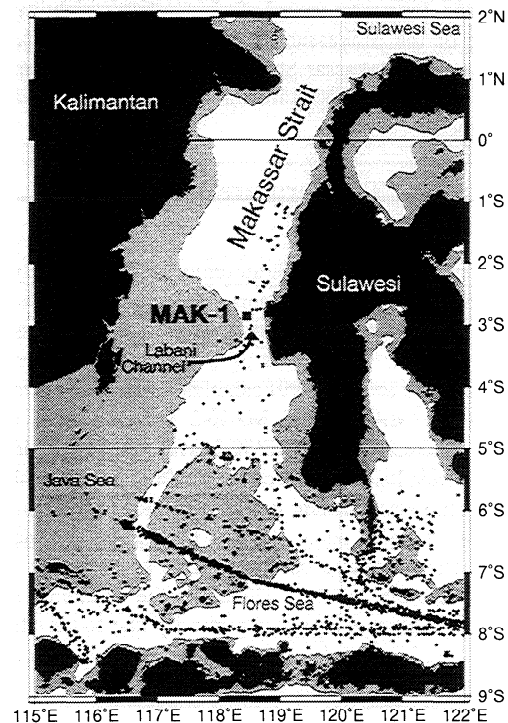 2°N
Sulawesi Sea
1°N
Kalimantan
Makassar Strait
0°
1°S
2°S
Sulawesi
MAK-1
3°S
Labani
Channel
4°S
5°S
Java Sea
6°S
7°S
Flores Sea
8°S
9°S
115°E 116°E 117°E 118°E 119°E 120°E 121°E 122°E